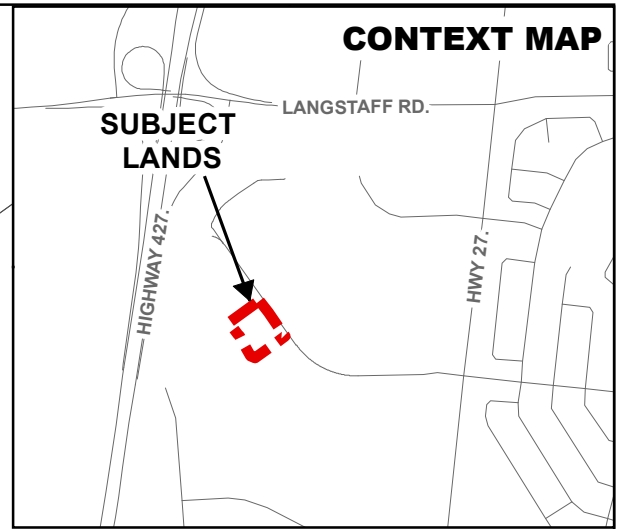 CONTEXT MAP
LANGSTAFF RD.
SUBJECT
LANDS
HIGHWAY 427.
HWY 27.